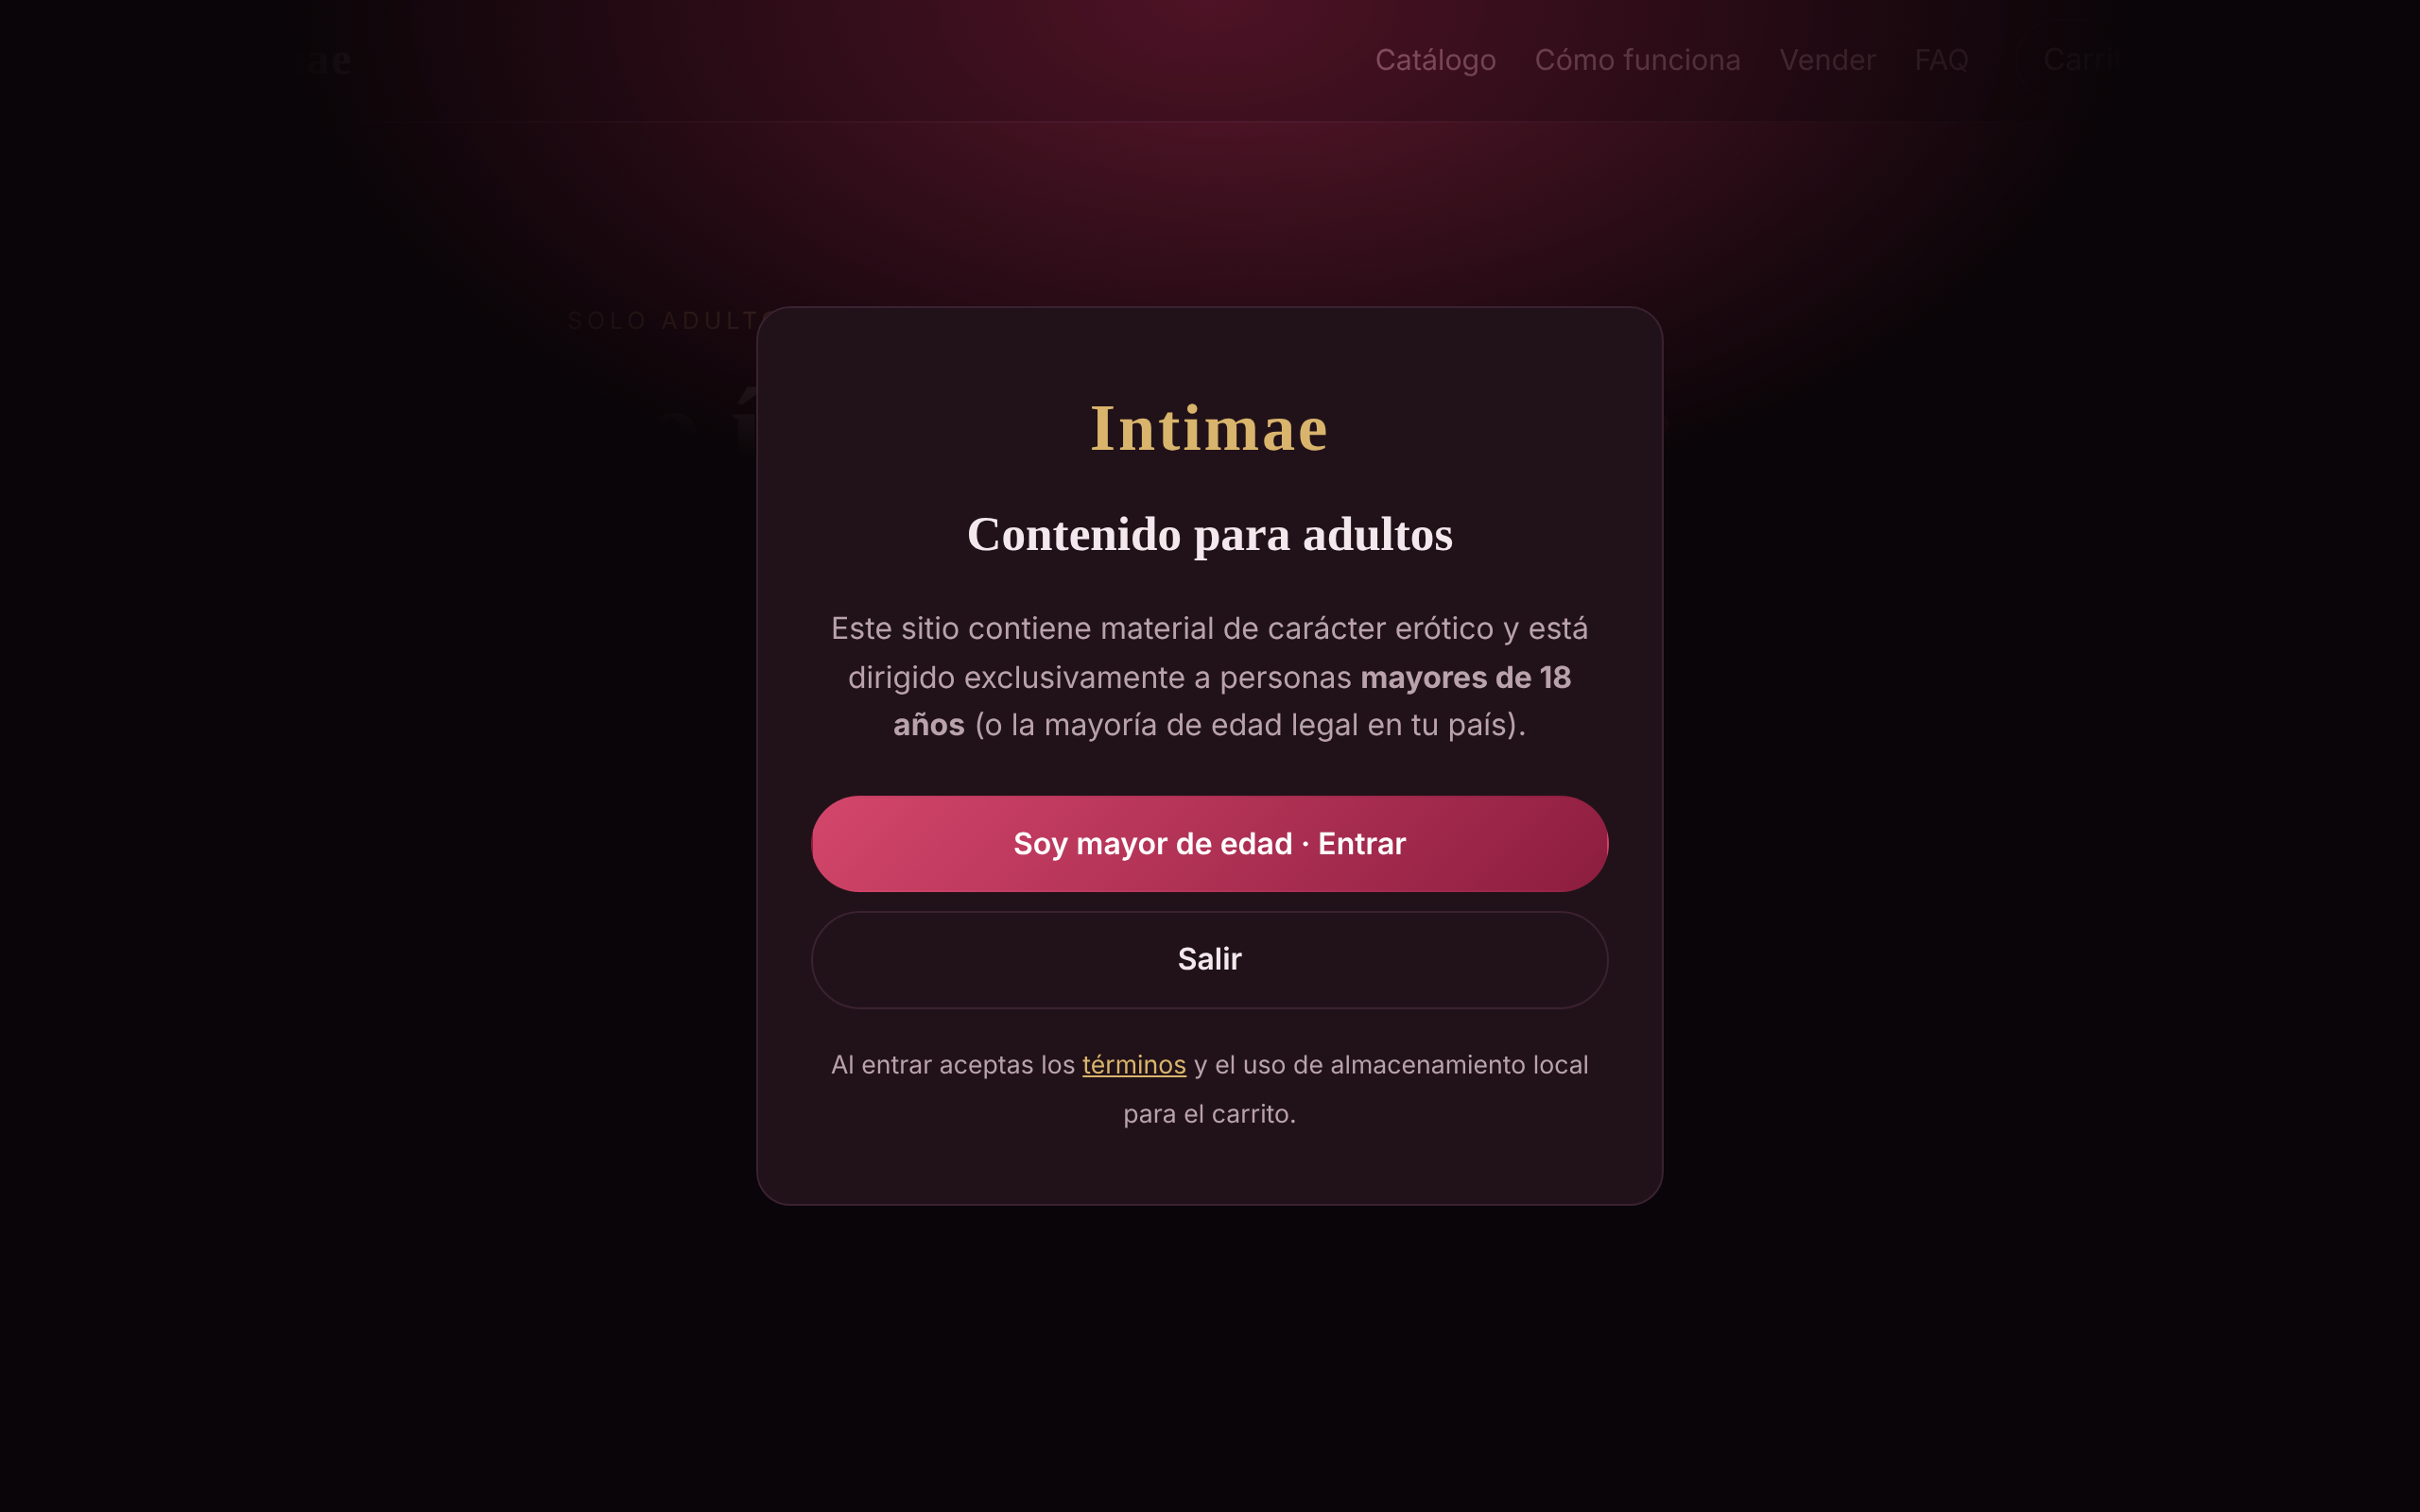 Catálogo Cómo funciona Vender FAQ
SOLO
Intimae
Contenido para adultos
Este sitio contiene material de carácter erótico y está
dirigido exclusivamente a personas mayores de 18
años (o la mayoría de edad legal en tu país).
Soy mayor de edad · Entrar
Salir
Al entrar aceptas los términos y el uso de almacenamiento local
para el carrito.